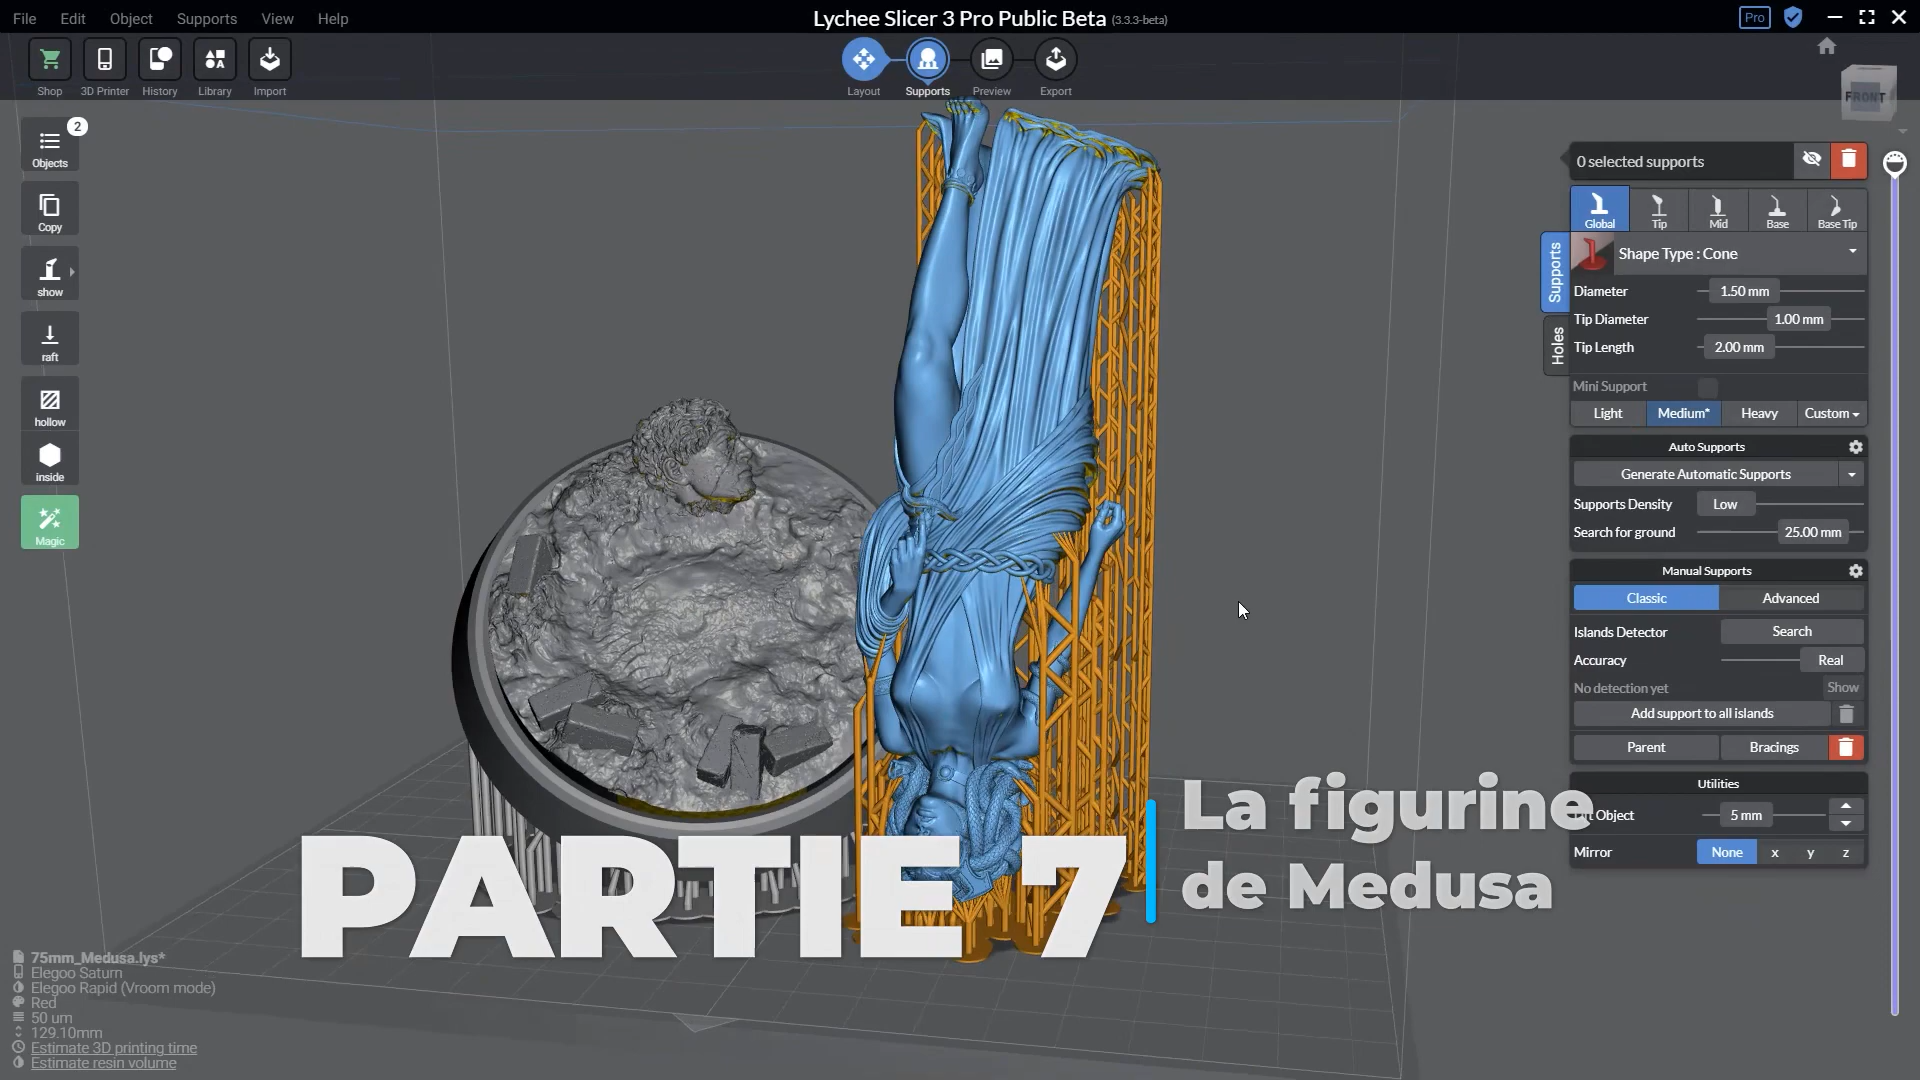 File Edit Object Supports View Help
Lychee Slicer 3 Pro Public Beta (3.3.3-beta)
Pro
Shop 3D Printer History Library Import
Layout Supports Preview Export
FRONT
2
Objects
Copy
show
raft
hollow
inside
Magic
0 selected supports
Global Tip Mid Base Base Tip
Supports
Holes
Shape Type : Cone
Diameter 1.50 mm
Tip Diameter 1.00 mm
Tip Length 2.00 mm
Mini Support
Light Medium* Heavy Custom
Auto Supports
Generate Automatic Supports
Supports Density Low
Search for ground 25.00 mm
Manual Supports
Classic Advanced
Islands Detector Search
Accuracy Real
No detection yet Show
Add support to all islands
Parent Bracings
Utilities
Object 5 mm
Mirror None x y z
PARTIE 7
La figurine
de Medusa
75mm_Medusa.lys*
Elegoo Saturn
Elegoo Rapid (Vroom mode)
Red
50 um
129.10mm
Estimate 3D printing time
Estimate resin volume